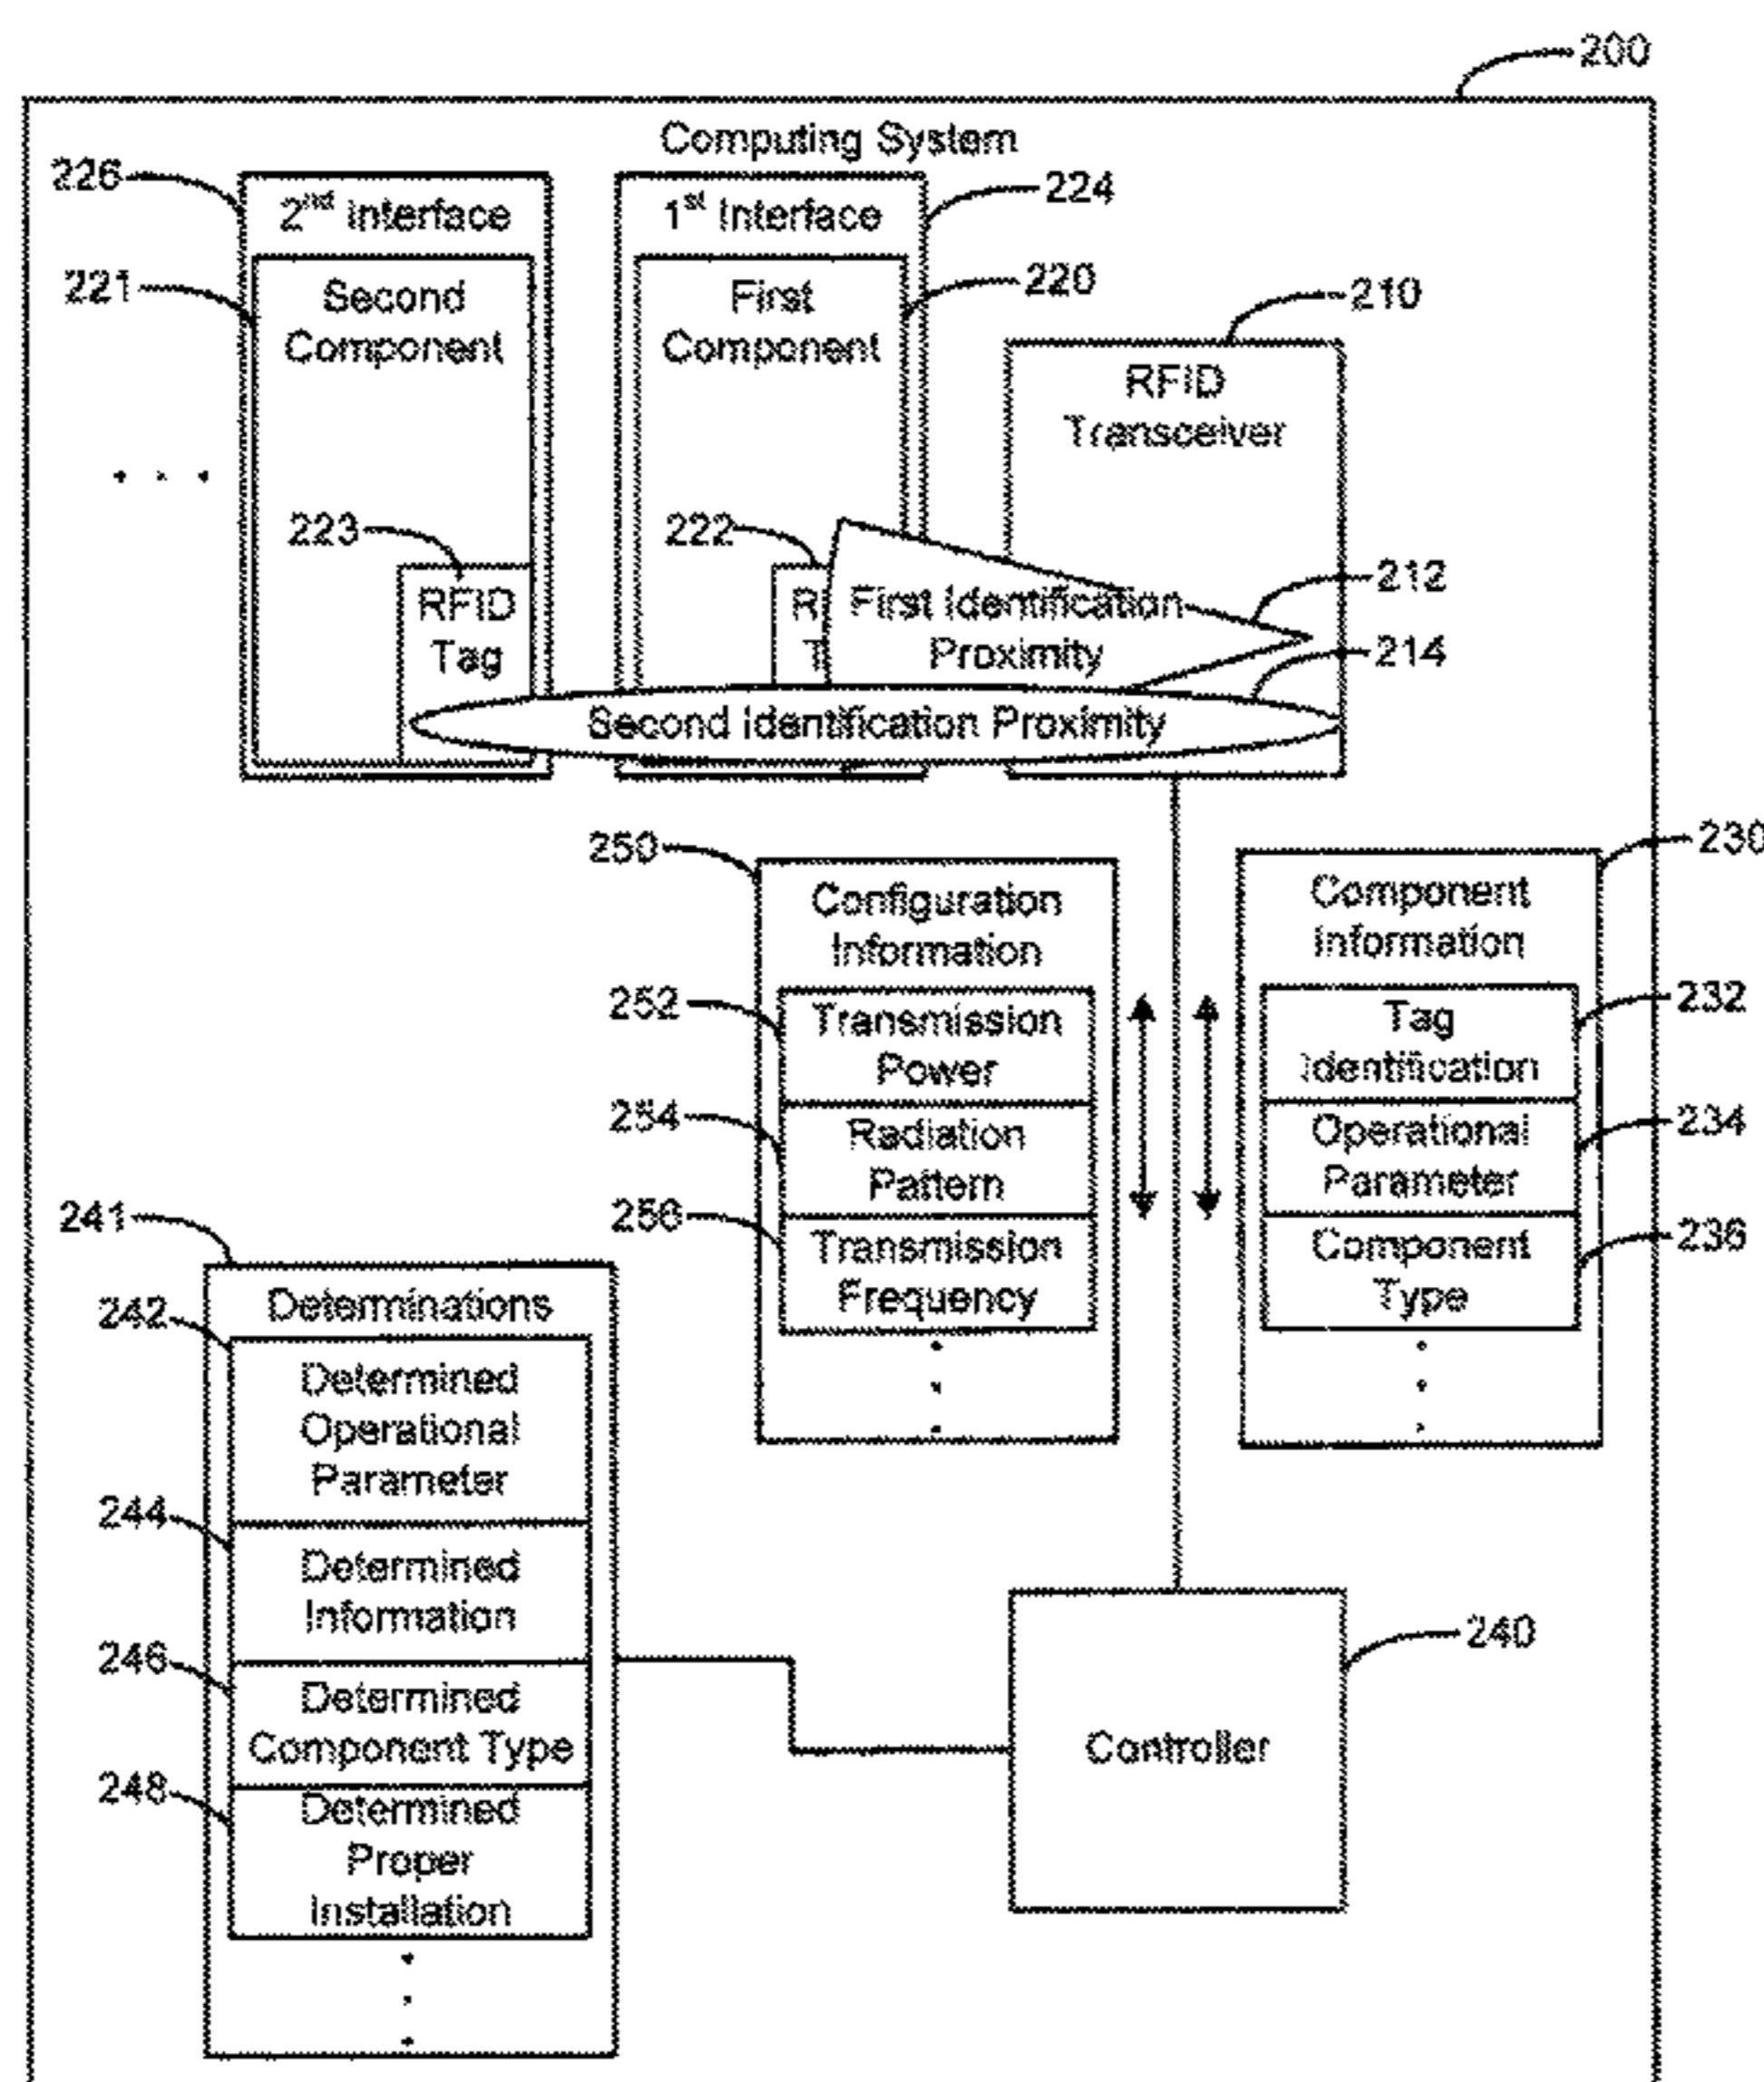 200
Computing System
226
2nd Interface
1st Interface
224
221
Second
Component
First
Component
220
210
RFID
Transceiver
. . .
223
RFID
Tag
222
R
T
First Identification
Proximity
212
214
Second Identification Proximity
250
Configuration
Information
230
Component
Information
252
Transmission
Power
232
Tag
Identification
254
Radiation
Pattern
234
Operational
Parameter
256
Transmission
Frequency
236
Component
Type
241
Determinations
242
Determined
Operational
Parameter
244
Determined
Information
246
Determined
Component Type
248
Determined
Proper
Installation
240
Controller